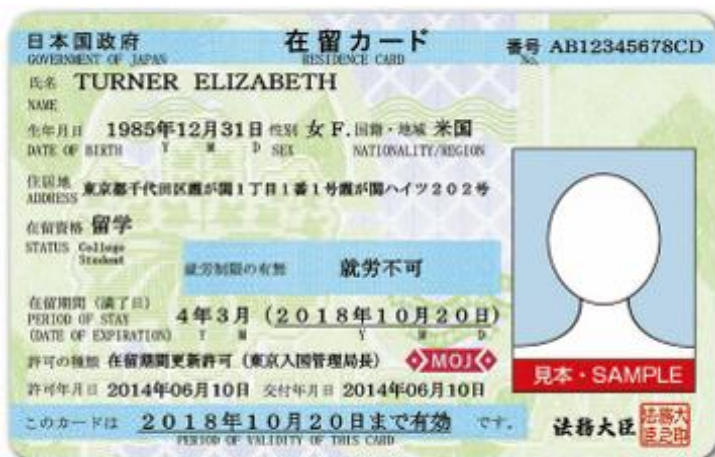 日本国政府 在留カード 番号 AB12345678CD
GOVERNMENT OF JAPAN RESIDENCE CARD No.
氏名 TURNER ELIZABETH
NAME
生年月日 1985年12月31日 性別 女 F. 国籍・地域 米国
DATE OF BIRTH Y M D SEX NATIONALITY/REGION
住居地 東京都千代田区霞が関1丁目1番1号霞が関ハイツ202号
ADDRESS
在留資格 留学
STATUS College Student
就労制限の有無 就労不可
在留期間(満了日) 4年3月(2018年10月20日)
PERIOD OF STAY
(DATE OF EXPIRATION) Y M Y M D
許可の種類 在留期間更新許可(東京入国管理局長) MOJ
見本・SAMPLE
許可年月日 2014年06月10日 交付年月日 2014年06月10日
このカードは 2018年10月20日まで有効 です。
PERIOD OF VALIDITY OF THIS CARD
法務大臣